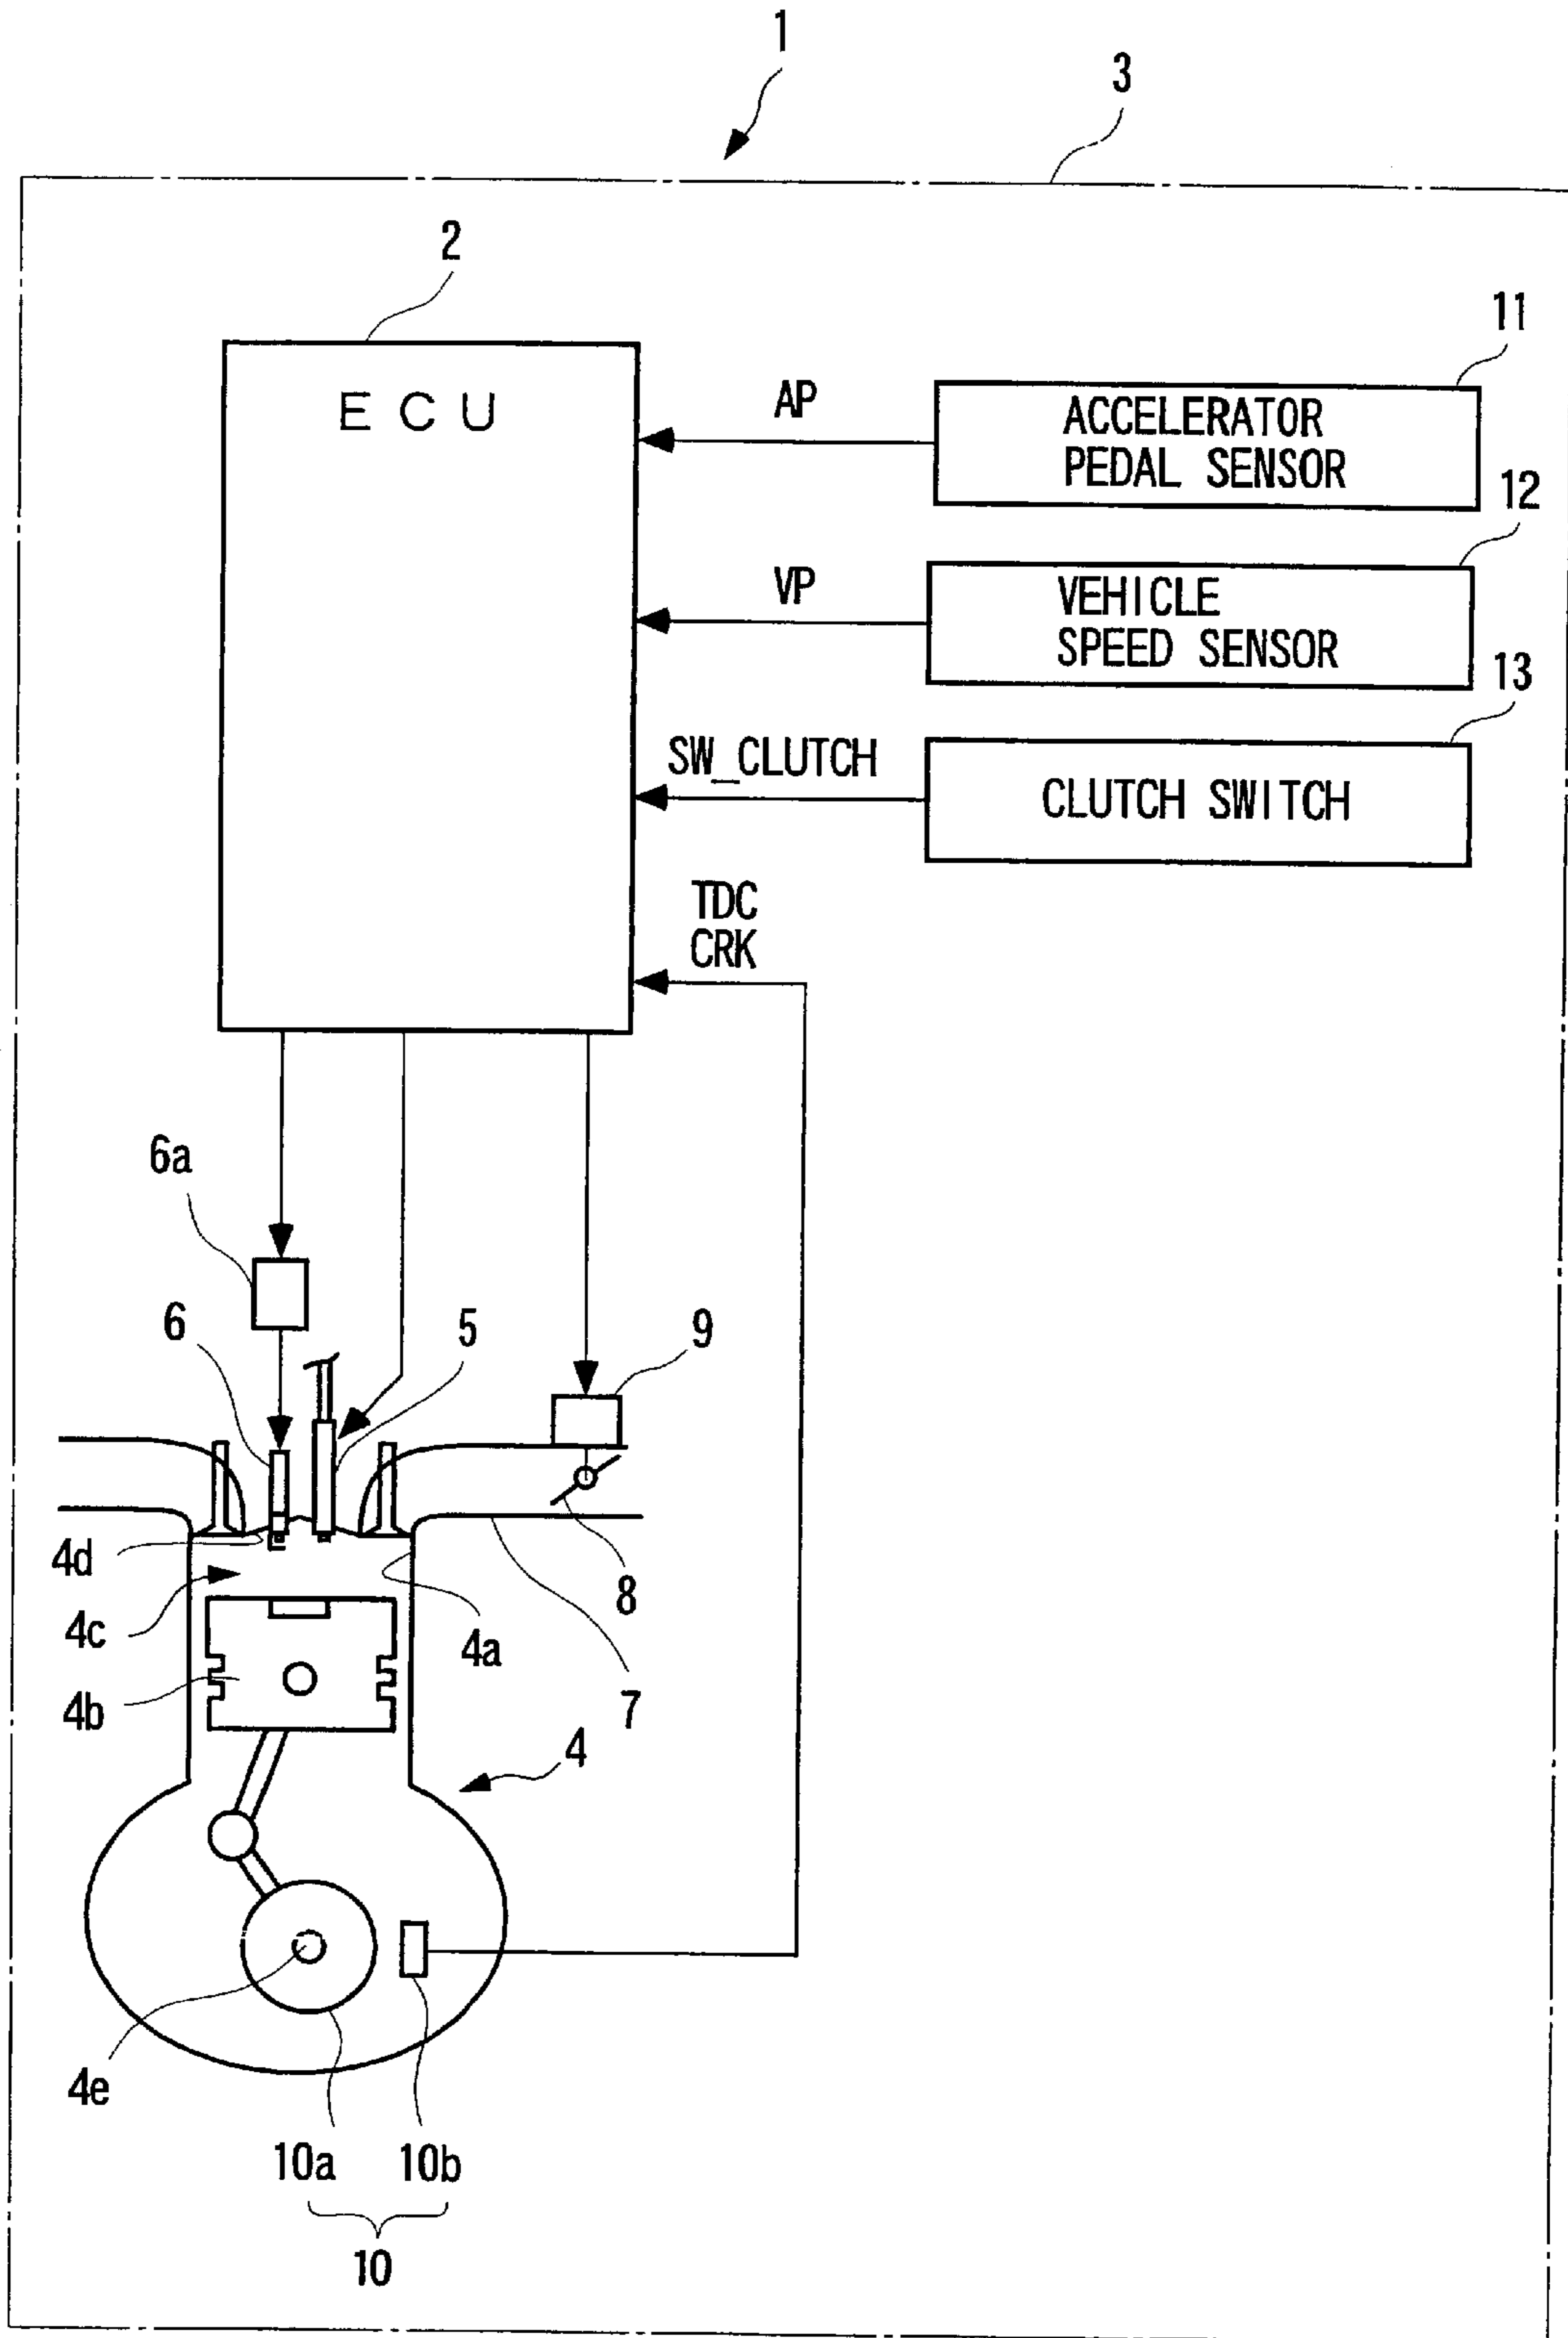 1
3
2
ECU
11
AP
ACCELERATOR
PEDAL SENSOR
12
VP
VEHICLE
SPEED SENSOR
13
SW_CLUTCH
CLUTCH SWITCH
TDC
CRK
6a
6
5
9
4d
8
4c
4a
4b
7
4
4e
10a
10b
10